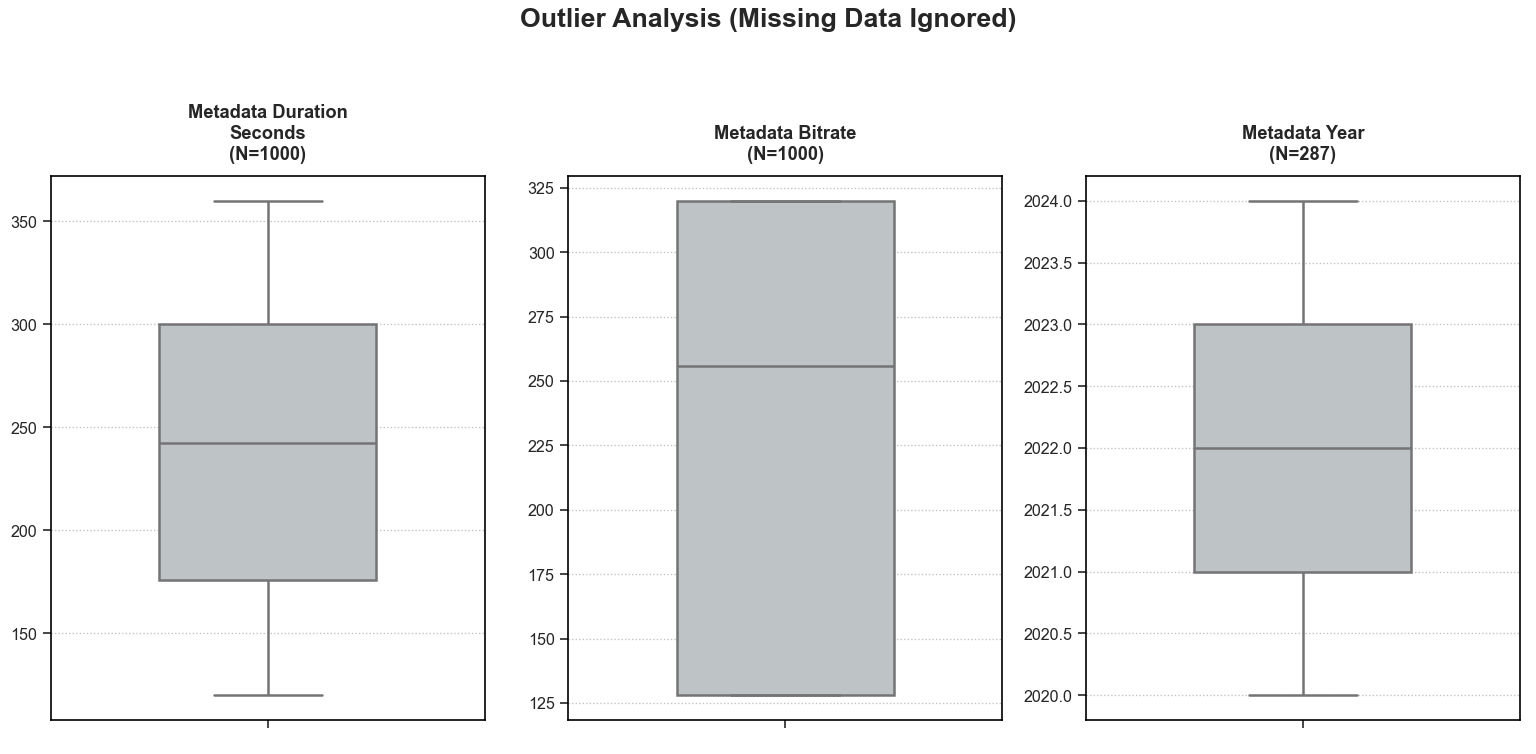 Outlier Analysis (Missing Data Ignored)
Metadata Duration
Seconds
(N=1000)
350
300
250
200
150
Metadata Bitrate
(N=1000)
325
300
275
250
225
200
175
150
125
Metadata Year
(N=287)
2024.0
2023.5
2023.0
2022.5
2022.0
2021.5
2021.0
2020.5
2020.0